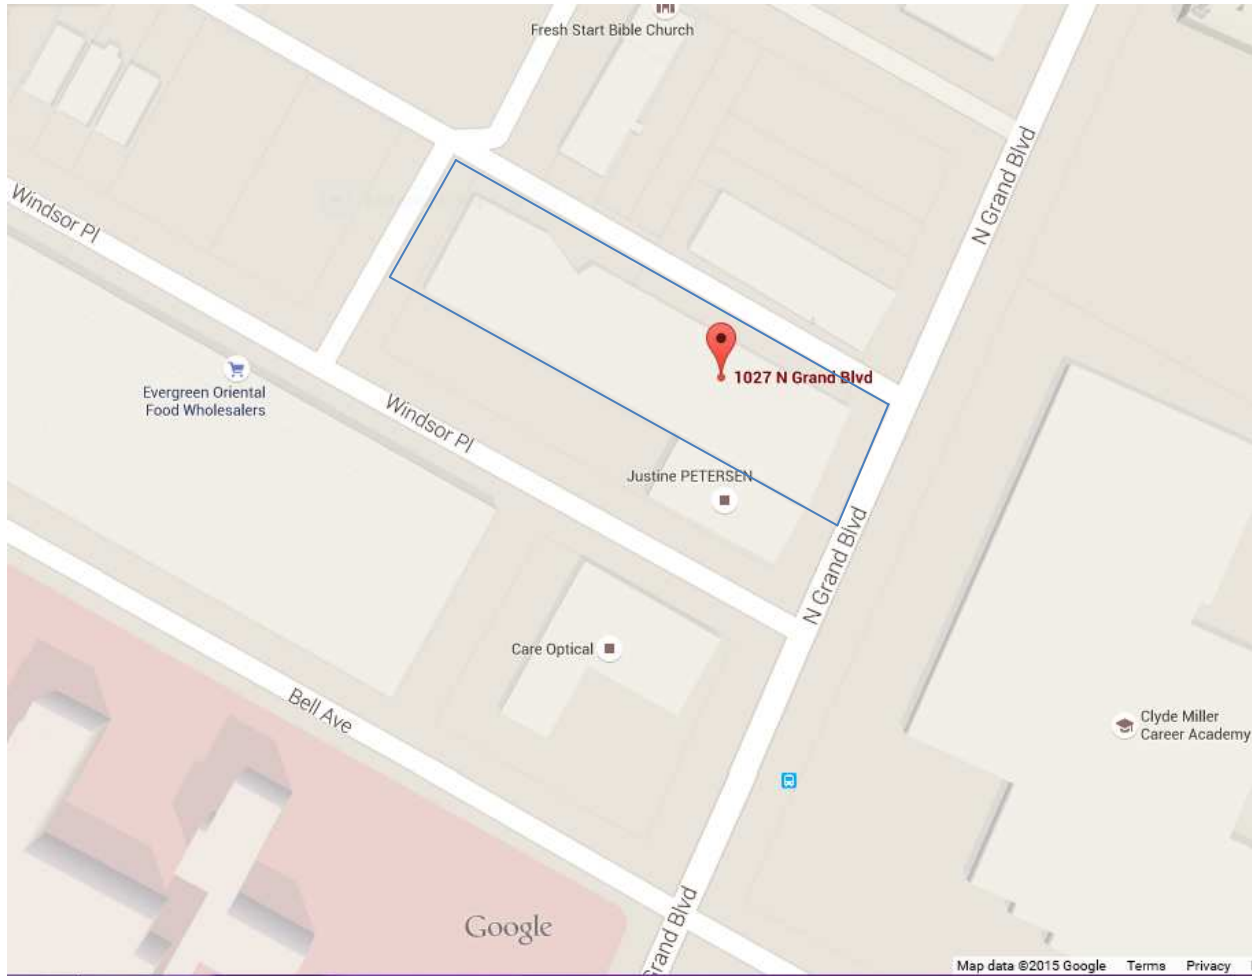 Fresh Start Bible Church
N Grand Blvd
Windsor Pl
1027 N Grand Blvd
Evergreen Oriental
Food Wholesalers
Windsor Pl
Justine PETERSEN
N Grand Blvd
Care Optical
Bell Ave
Clyde Miller
Career Academy
Google
Grand Blvd
Map data ©2015 Google Terms Privacy